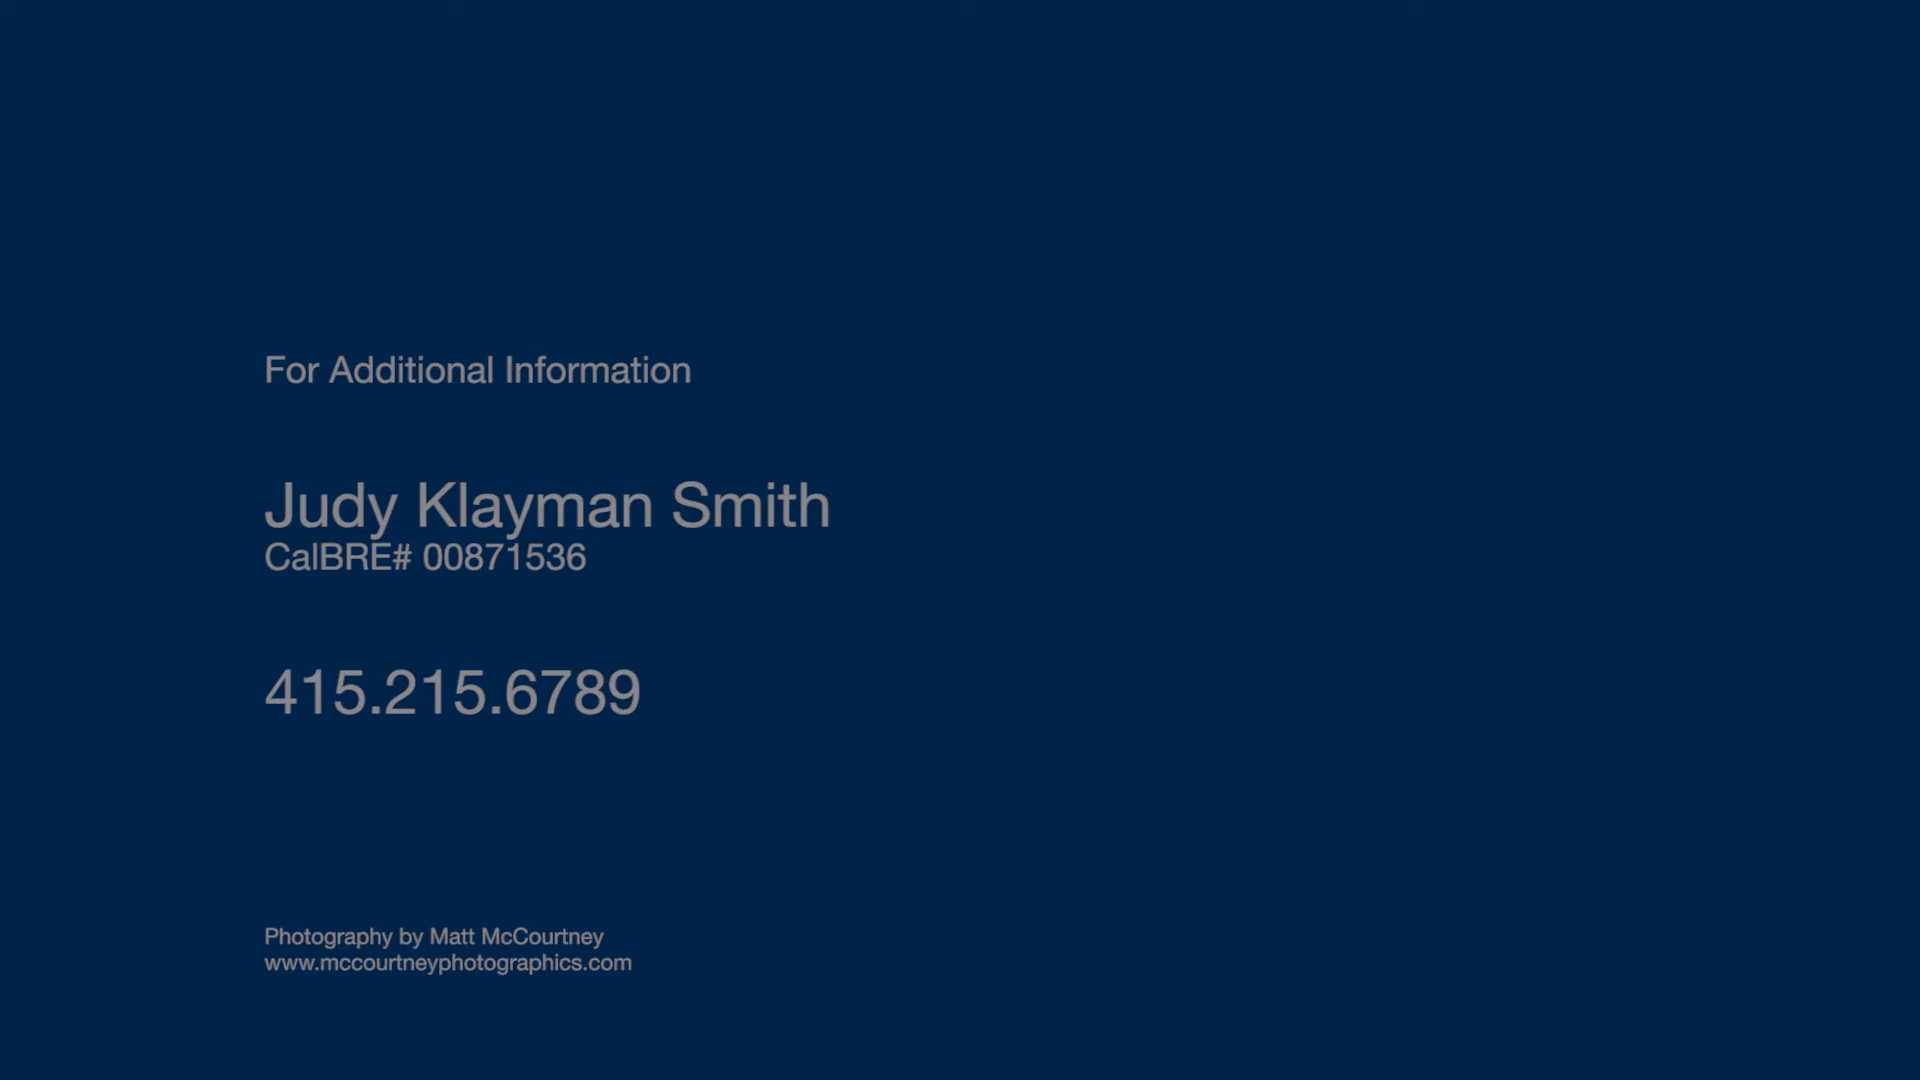 For Additional Information
Judy Klayman Smith
CalBRE# 00871536
415.215.6789
Photography by Matt McCourtney
www.mccourtneyphotographics.com